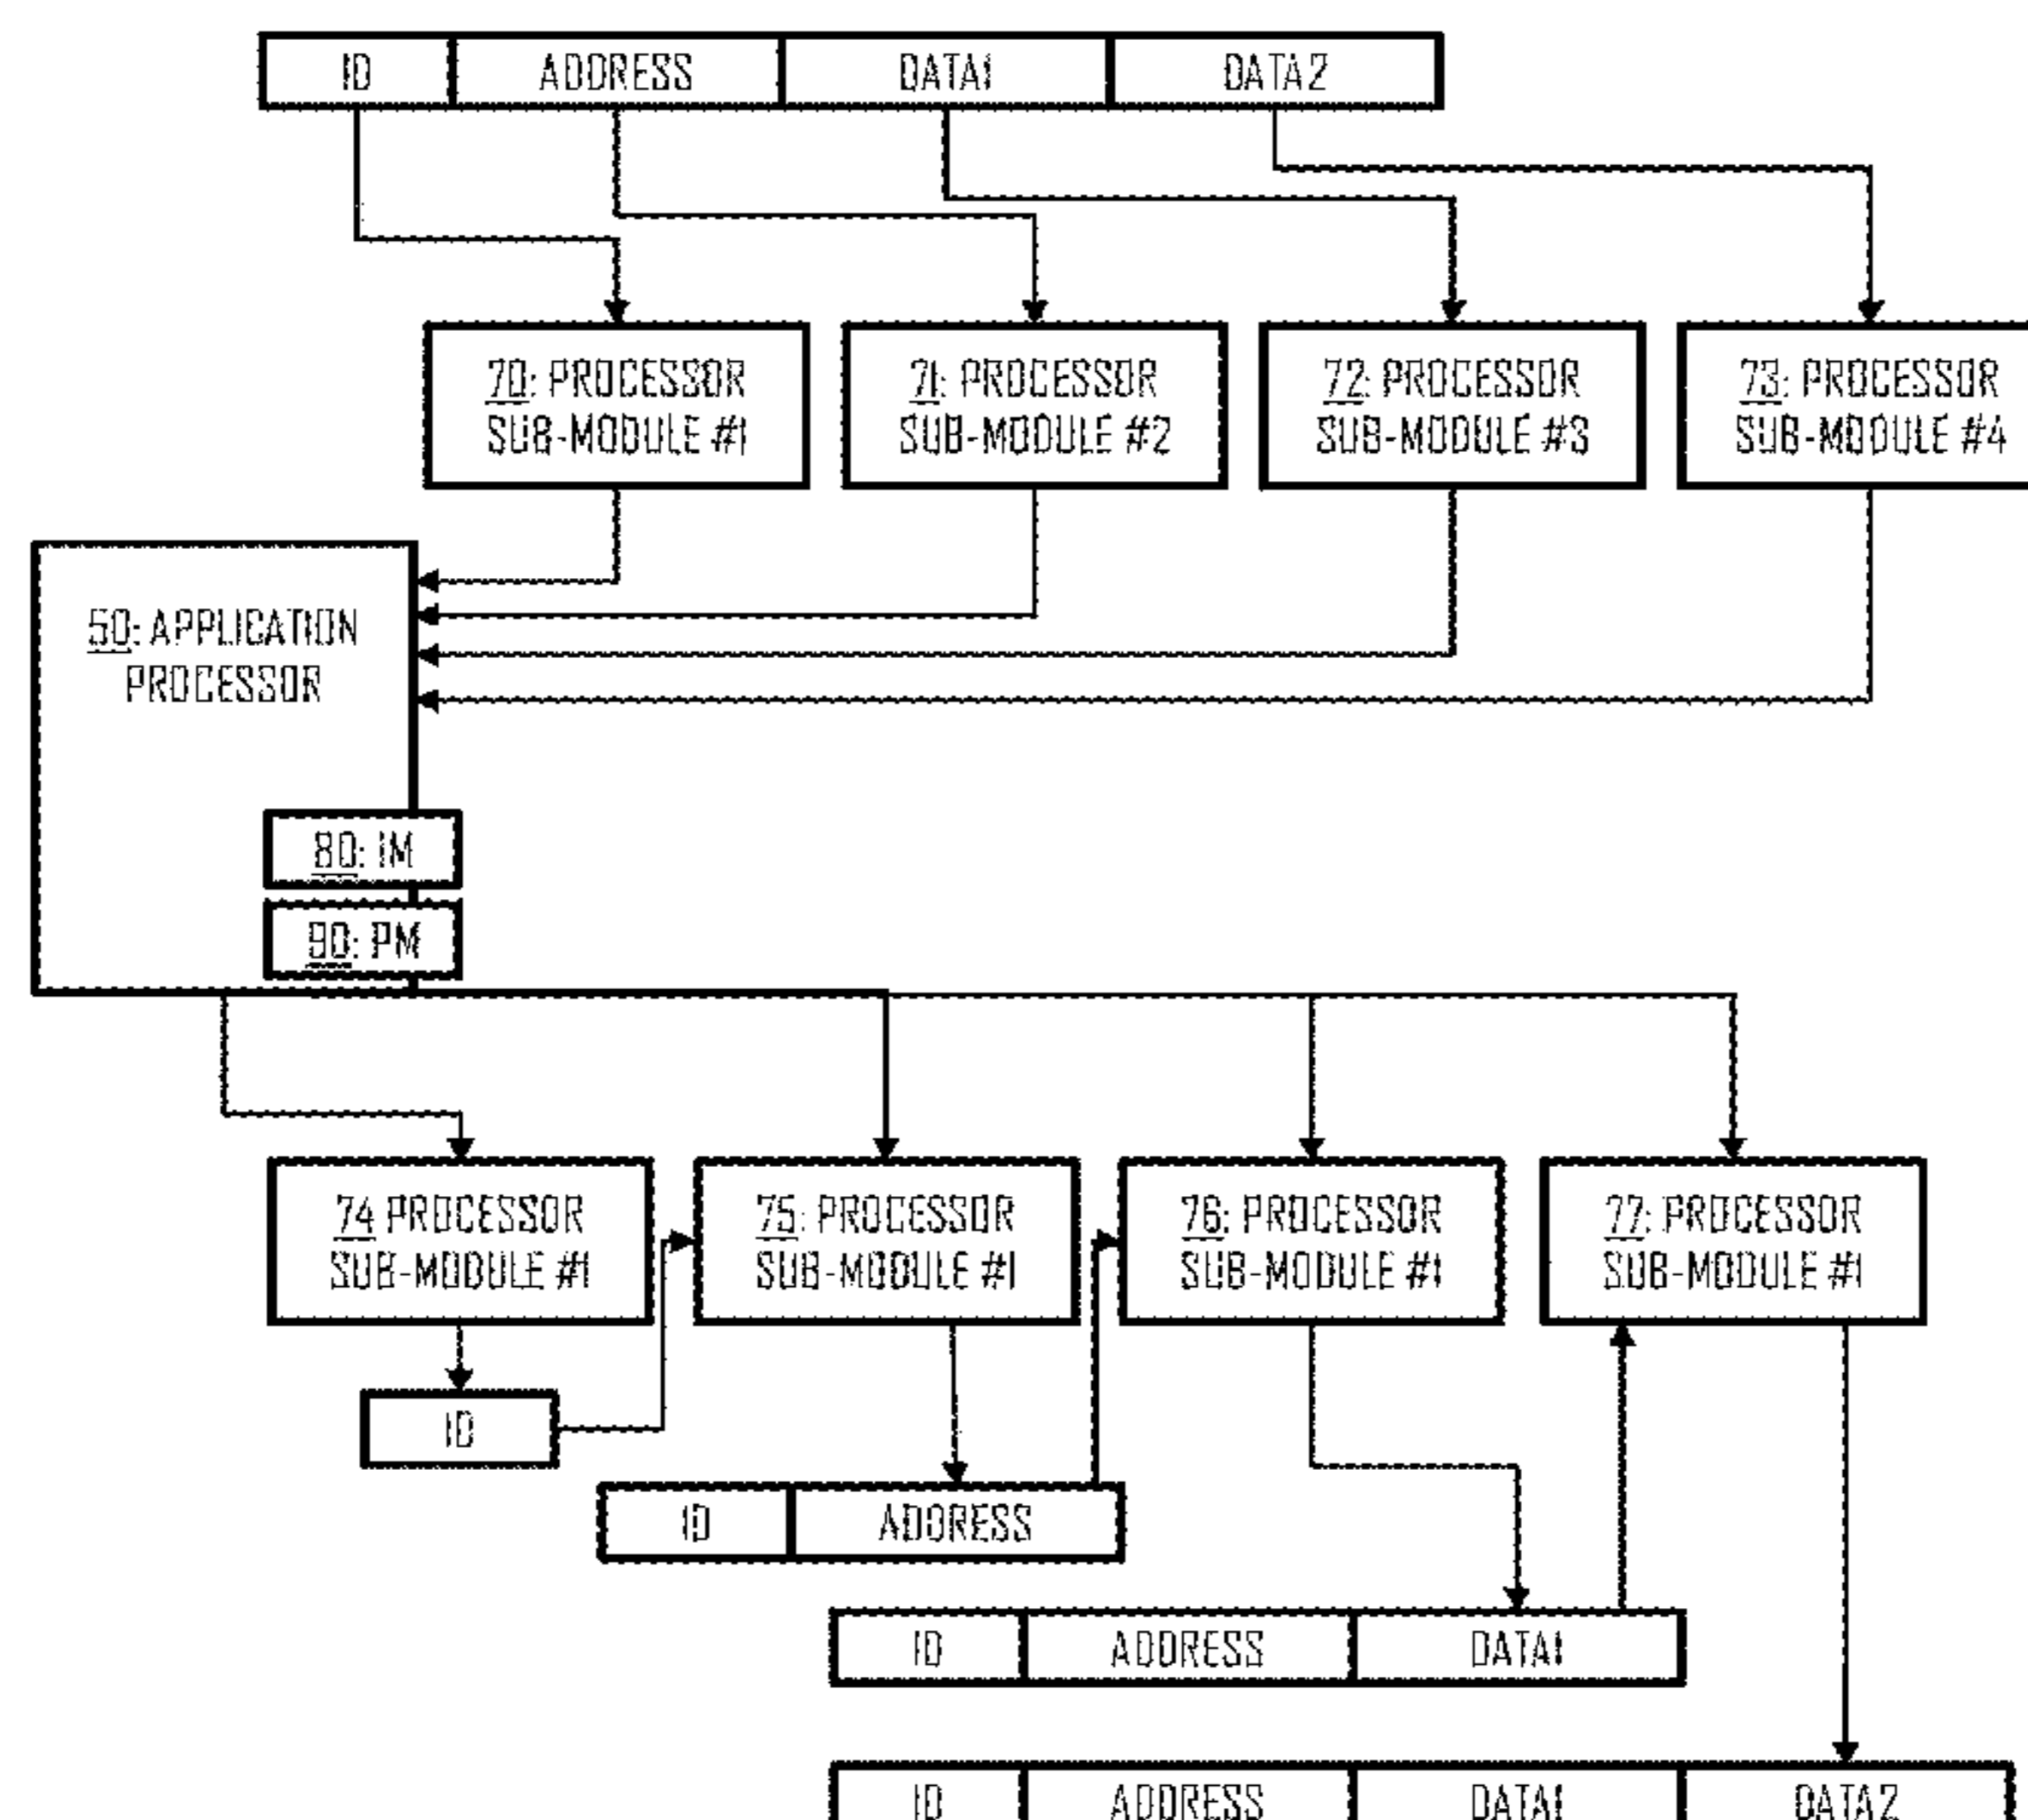 ID ADDRESS DATA1 DATA2
70: PROCESSOR
SUB-MODULE #1
71: PROCESSOR
SUB-MODULE #2
72: PROCESSOR
SUB-MODULE #3
73: PROCESSOR
SUB-MODULE #4
50: APPLICATION
PROCESSOR
80: IM
90: PM
74 PROCESSOR
SUB-MODULE #1
75: PROCESSOR
SUB-MODULE #1
76: PROCESSOR
SUB-MODULE #1
77: PROCESSOR
SUB-MODULE #1
ID
ID ADDRESS
ID ADDRESS DATA1
ID ADDRESS DATA1 DATA2